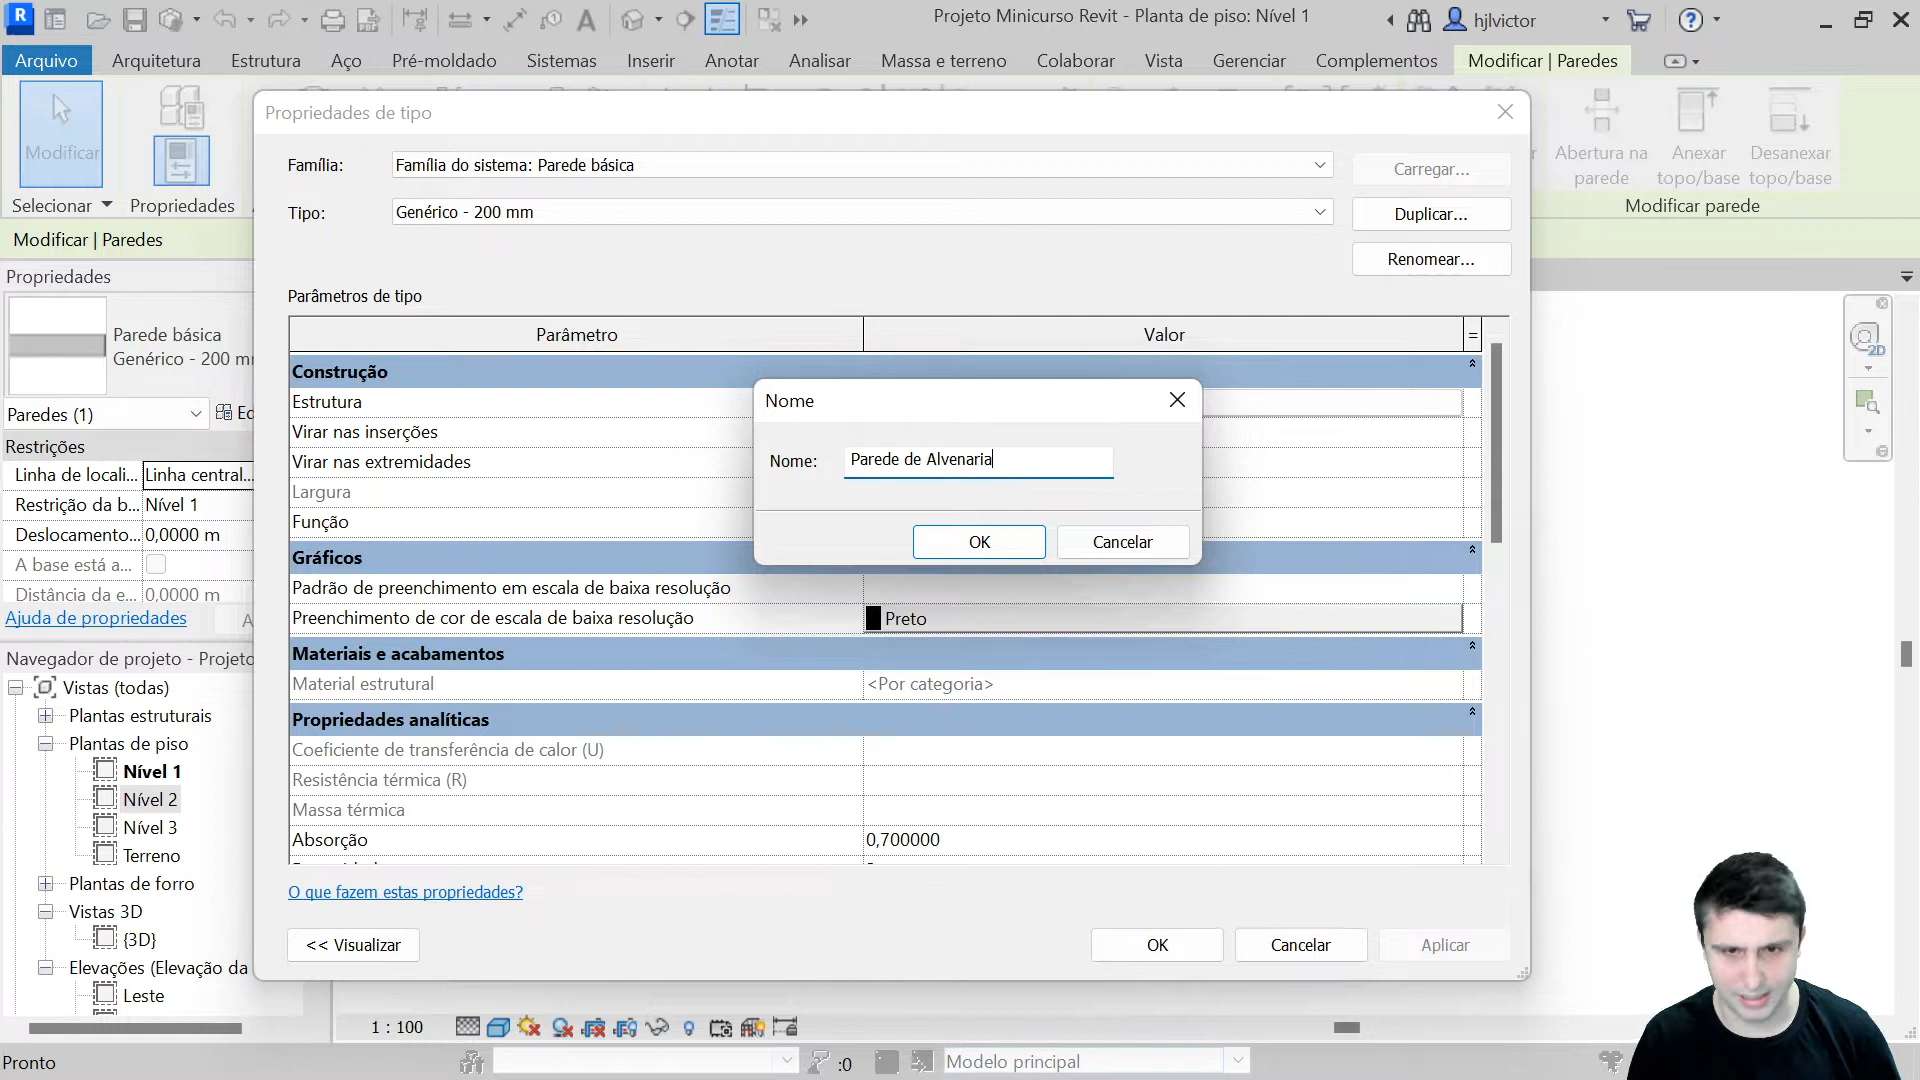 R
Projeto Minicurso Revit - Planta de piso: Nível 1
hjlvictor
Arquivo
Arquitetura
Estrutura
Aço
Pré-moldado
Sistemas
Inserir
Anotar
Analisar
Massa e terreno
Colaborar
Vista
Gerenciar
Complementos
Modificar | Paredes
Modificar
Selecionar
Propriedades
Abertura na
parede
Anexar
topo/base
Desanexar
topo/base
Modificar parede
Modificar | Paredes
Propriedades de tipo
Família:
Família do sistema: Parede básica
Carregar...
Tipo:
Genérico - 200 mm
Duplicar...
Renomear...
Parâmetros de tipo
Parâmetro
Valor
=
Construção
Estrutura
Virar nas inserções
Virar nas extremidades
Largura
Função
Gráficos
Padrão de preenchimento em escala de baixa resolução
Preenchimento de cor de escala de baixa resolução
Preto
Materiais e acabamentos
Material estrutural
<Por categoria>
Propriedades analíticas
Coeficiente de transferência de calor (U)
Resistência térmica (R)
Massa térmica
Absorção
0,700000
O que fazem estas propriedades?
<< Visualizar
OK
Cancelar
Aplicar
Nome
Nome:
Parede de Alvenaria
OK
Cancelar
Propriedades
Parede básica
Genérico - 200 m
Paredes (1)
Ed
Restrições
Linha de locali...
Linha central...
Restrição da b...
Nível 1
Deslocamento...
0,0000 m
A base está a...
Distância da e...
0,0000 m
Ajuda de propriedades
A
Navegador de projeto - Projeto
Vistas (todas)
Plantas estruturais
Plantas de piso
Nível 1
Nível 2
Nível 3
Terreno
Plantas de forro
Vistas 3D
{3D}
Elevações (Elevação da
Leste
2D
1 : 100
Pronto
:0
Modelo principal